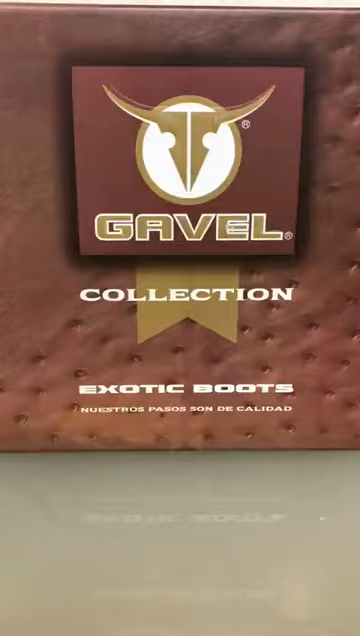 ®
GAVEL®
COLLECTION
EXOTIC BOOTS
NUESTROS PASOS SON DE CALIDAD